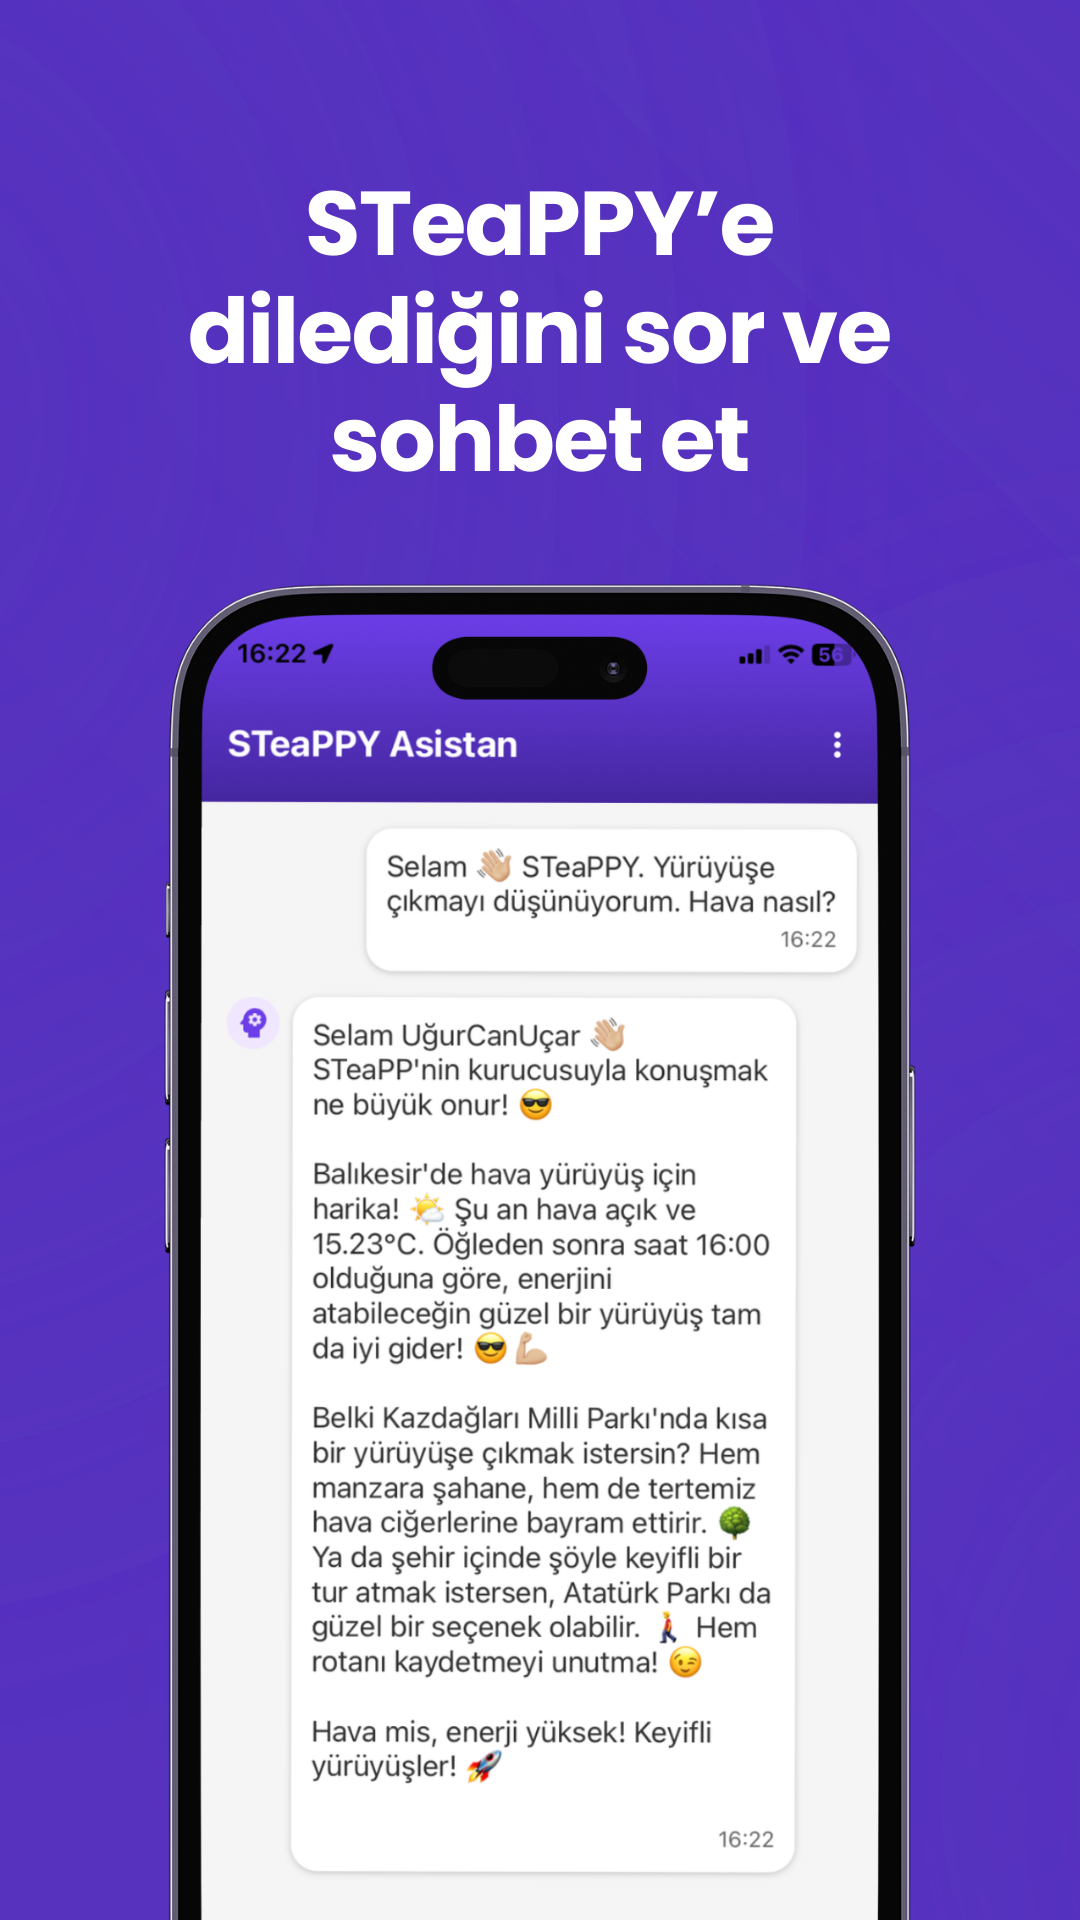 STeaPPY’e
dilediğini sor ve
sohbet et
16:22
56
STeaPPY Asistan
Selam 👋🏼 STeaPPY. Yürüyüşe
çıkmayı düşünüyorum. Hava nasıl?
16:22
Selam UğurCanUçar 👋🏼
STeaPP'nin kurucusuyla konuşmak
ne büyük onur! 😎
Balıkesir'de hava yürüyüş için
harika! 🌤️ Şu an hava açık ve
15.23°C. Öğleden sonra saat 16:00
olduğuna göre, enerjini
atabileceğin güzel bir yürüyüş tam
da iyi gider! 😎💪🏼
Belki Kazdağları Milli Parkı'nda kısa
bir yürüyüşe çıkmak istersin? Hem
manzara şahane, hem de tertemiz
hava ciğerlerine bayram ettirir. 🌳
Ya da şehir içinde şöyle keyifli bir
tur atmak istersen, Atatürk Parkı da
güzel bir seçenek olabilir. 🚶 Hem
rotanı kaydetmeyi unutma! 😉
Hava mis, enerji yüksek! Keyifli
yürüyüşler! 🚀
16:22